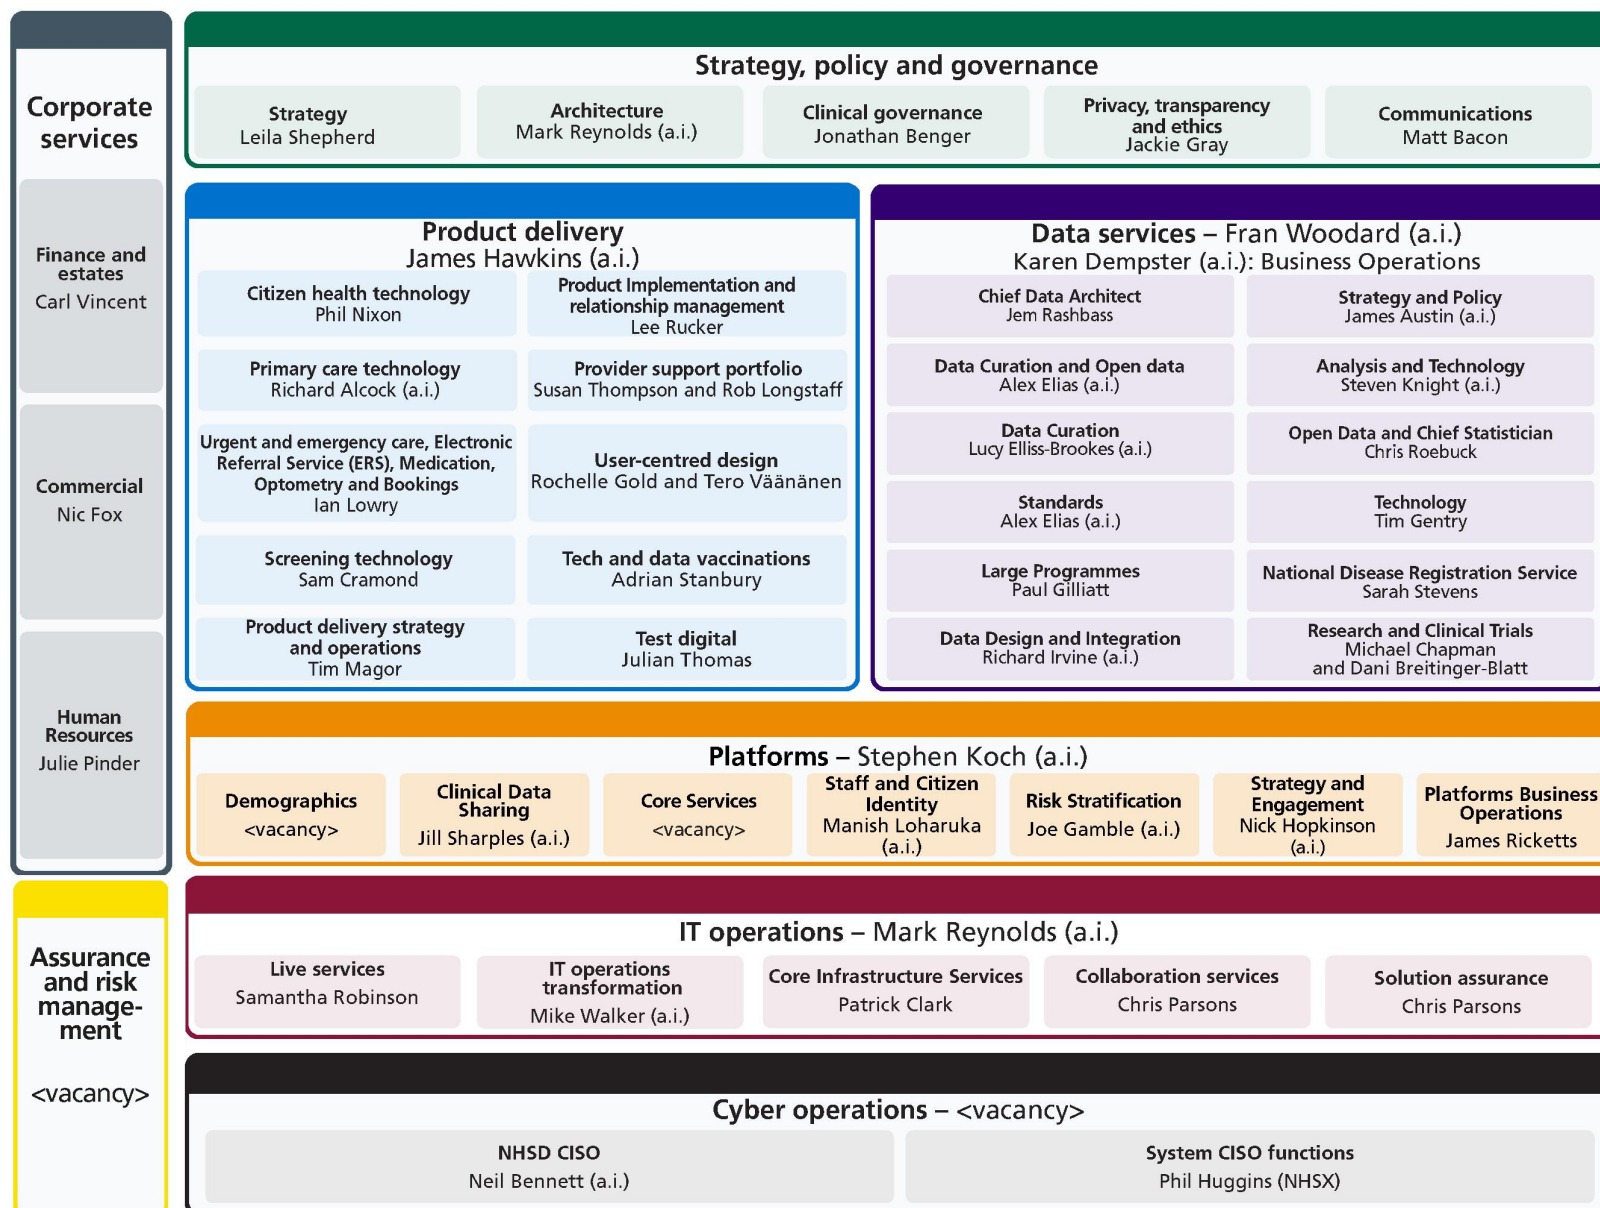 Corporate
services
Finance and
estates
Carl Vincent
Commercial
Nic Fox
Human
Resources
Julie Pinder
Assurance
and risk
manage-
ment
<vacancy>
Strategy, policy and governance
Strategy
Leila Shepherd
Architecture
Mark Reynolds (a.i.)
Clinical governance
Jonathan Benger
Privacy, transparency
and ethics
Jackie Gray
Communications
Matt Bacon
Product delivery
James Hawkins (a.i.)
Citizen health technology
Phil Nixon
Product Implementation and
relationship management
Lee Rucker
Primary care technology
Richard Alcock (a.i.)
Provider support portfolio
Susan Thompson and Rob Longstaff
Urgent and emergency care, Electronic
Referral Service (ERS), Medication,
Optometry and Bookings
Ian Lowry
User-centred design
Rochelle Gold and Tero Väänänen
Screening technology
Sam Cramond
Tech and data vaccinations
Adrian Stanbury
Product delivery strategy
and operations
Tim Magor
Test digital
Julian Thomas
Data services – Fran Woodard (a.i.)
Karen Dempster (a.i.): Business Operations
Chief Data Architect
Jem Rashbass
Strategy and Policy
James Austin (a.i.)
Data Curation and Open data
Alex Elias (a.i.)
Analysis and Technology
Steven Knight (a.i.)
Data Curation
Lucy Elliss-Brookes (a.i.)
Open Data and Chief Statistician
Chris Roebuck
Standards
Alex Elias (a.i.)
Technology
Tim Gentry
Large Programmes
Paul Gilliatt
National Disease Registration Service
Sarah Stevens
Data Design and Integration
Richard Irvine (a.i.)
Research and Clinical Trials
Michael Chapman
and Dani Breitinger-Blatt
Platforms – Stephen Koch (a.i.)
Demographics
<vacancy>
Clinical Data
Sharing
Jill Sharples (a.i.)
Core Services
<vacancy>
Staff and Citizen
Identity
Manish Loharuka
(a.i.)
Risk Stratification
Joe Gamble (a.i.)
Strategy and
Engagement
Nick Hopkinson
(a.i.)
Platforms Business
Operations
James Ricketts
IT operations – Mark Reynolds (a.i.)
Live services
Samantha Robinson
IT operations
transformation
Mike Walker (a.i.)
Core Infrastructure Services
Patrick Clark
Collaboration services
Chris Parsons
Solution assurance
Chris Parsons
Cyber operations – <vacancy>
NHSD CISO
Neil Bennett (a.i.)
System CISO functions
Phil Huggins (NHSX)